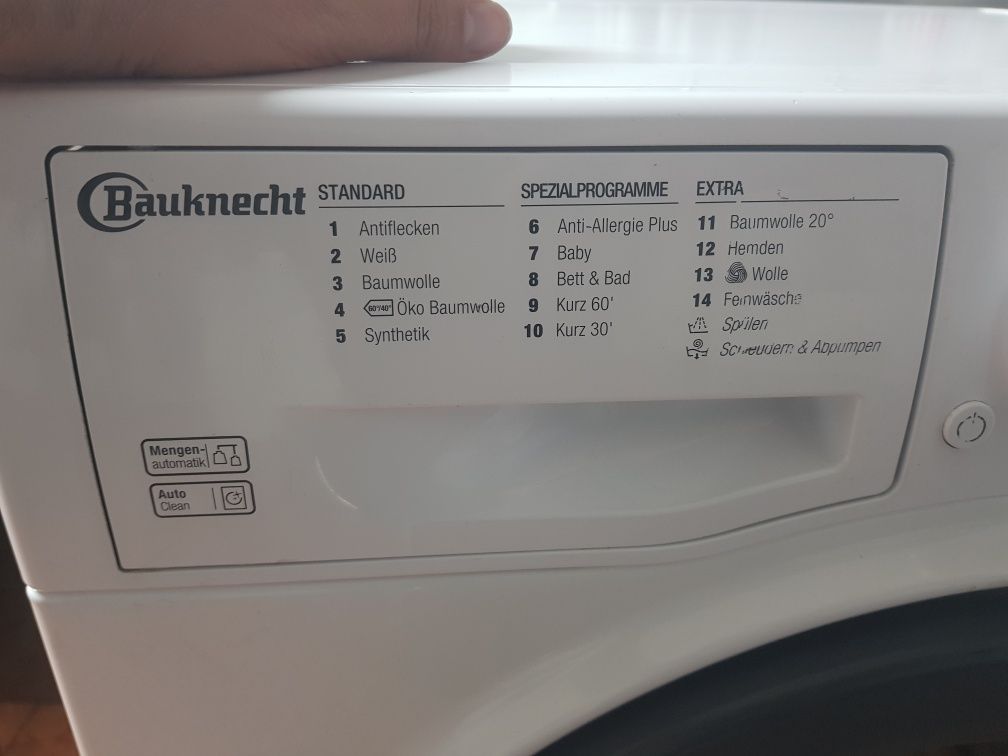 Bauknecht
STANDARD
1 Antiflecken
2 Weiß
3 Baumwolle
4 60°/40° Öko Baumwolle
5 Synthetik
SPEZIALPROGRAMME
6 Anti-Allergie Plus
7 Baby
8 Bett & Bad
9 Kurz 60'
10 Kurz 30'
EXTRA
11 Baumwolle 20°
12 Hemden
13 Wolle
14 Feinwäsche
Spülen
Schleudern & Abpumpen
Mengen-
automatik
Auto
Clean